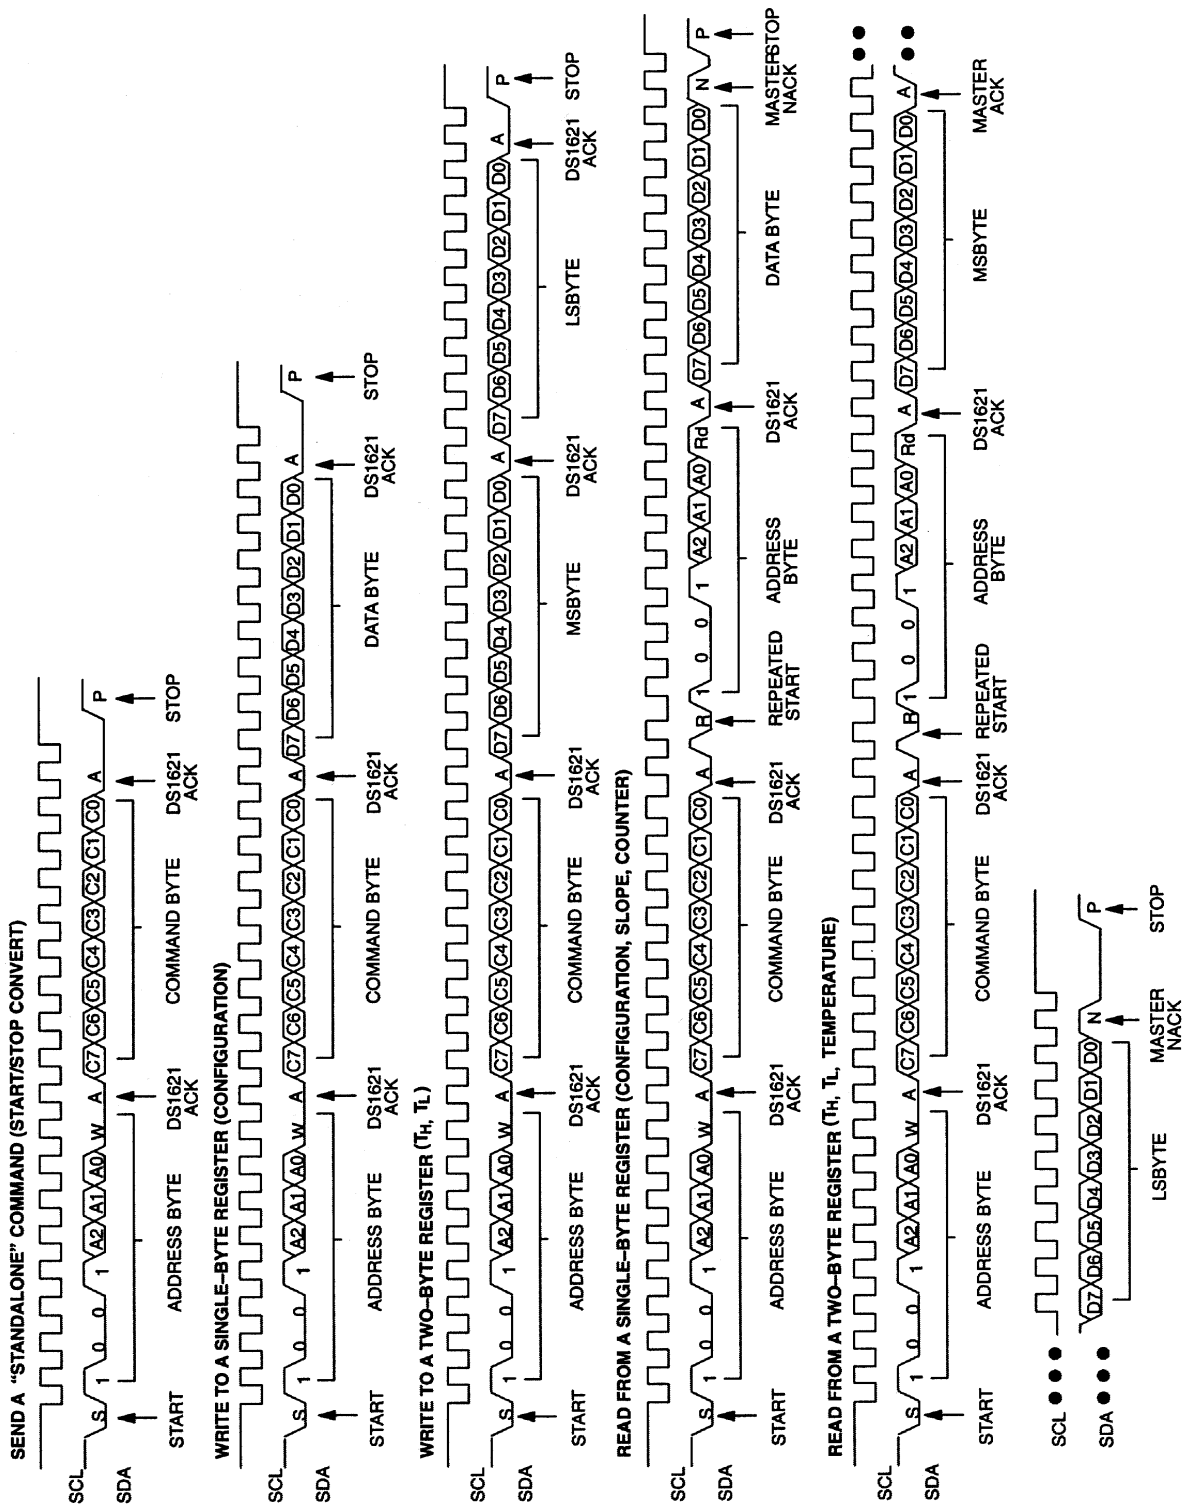 SEND A “STANDALONE” COMMAND (START/STOP CONVERT)
SCL
SDA
S 1 0 0 1 A2 A1 A0 W A C7 C6 C5 C4 C3 C2 C1 C0 A P
START ADDRESS BYTE DS1621 ACK COMMAND BYTE DS1621 ACK STOP
WRITE TO A SINGLE–BYTE REGISTER (CONFIGURATION)
SCL
SDA
S 1 0 0 1 A2 A1 A0 W A C7 C6 C5 C4 C3 C2 C1 C0 A D7 D6 D5 D4 D3 D2 D1 D0 A P
START ADDRESS BYTE DS1621 ACK COMMAND BYTE DS1621 ACK DATA BYTE DS1621 ACK STOP
WRITE TO A TWO–BYTE REGISTER (TH, TL)
SCL
SDA
S 1 0 0 1 A2 A1 A0 W A C7 C6 C5 C4 C3 C2 C1 C0 A D7 D6 D5 D4 D3 D2 D1 D0 A D7 D6 D5 D4 D3 D2 D1 D0 A P
START ADDRESS BYTE DS1621 ACK COMMAND BYTE DS1621 ACK MSBYTE DS1621 ACK LSBYTE DS1621 ACK STOP
READ FROM A SINGLE–BYTE REGISTER (CONFIGURATION, SLOPE, COUNTER)
SCL
SDA
S 1 0 0 1 A2 A1 A0 W A C7 C6 C5 C4 C3 C2 C1 C0 A R 1 0 0 1 A2 A1 A0 Rd A D7 D6 D5 D4 D3 D2 D1 D0 N P
START ADDRESS BYTE DS1621 ACK COMMAND BYTE DS1621 ACK REPEATED START ADDRESS BYTE DS1621 ACK DATA BYTE MASTER NACK STOP
READ FROM A TWO–BYTE REGISTER (TH, TL, TEMPERATURE)
SCL
SDA
S 1 0 0 1 A2 A1 A0 W A C7 C6 C5 C4 C3 C2 C1 C0 A R 1 0 0 1 A2 A1 A0 Rd A D7 D6 D5 D4 D3 D2 D1 D0 A
START ADDRESS BYTE DS1621 ACK COMMAND BYTE DS1621 ACK REPEATED START ADDRESS BYTE DS1621 ACK MSBYTE MASTER ACK
SCL
SDA
D7 D6 D5 D4 D3 D2 D1 D0 N P
LSBYTE MASTER NACK STOP